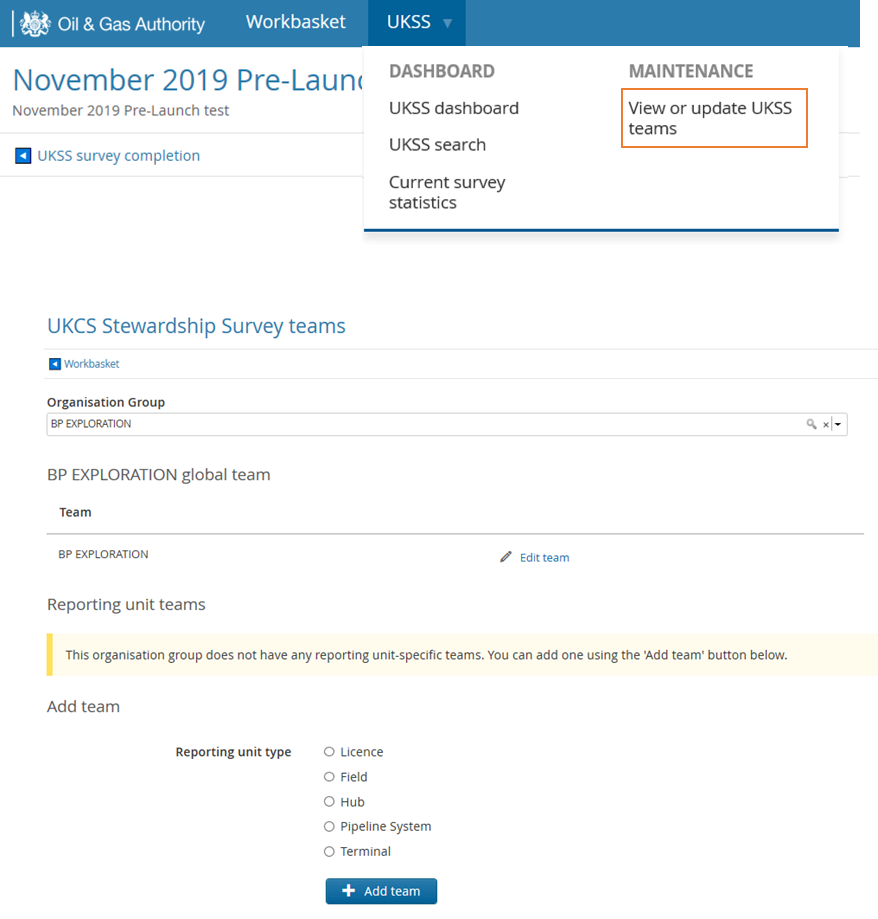 Oil & Gas Authority
Workbasket
UKSS
November 2019 Pre-Laun
November 2019 Pre-Launch test
UKSS survey completion
DASHBOARD
UKSS dashboard
UKSS search
Current survey
statistics
MAINTENANCE
View or update UKSS
teams
UKCS Stewardship Survey teams
Workbasket
Organisation Group
BP EXPLORATION
BP EXPLORATION global team
Team
BP EXPLORATION
Edit team
Reporting unit teams
This organisation group does not have any reporting unit-specific teams. You can add one using the 'Add team' button below.
Add team
Reporting unit type
Licence
Field
Hub
Pipeline System
Terminal
Add team